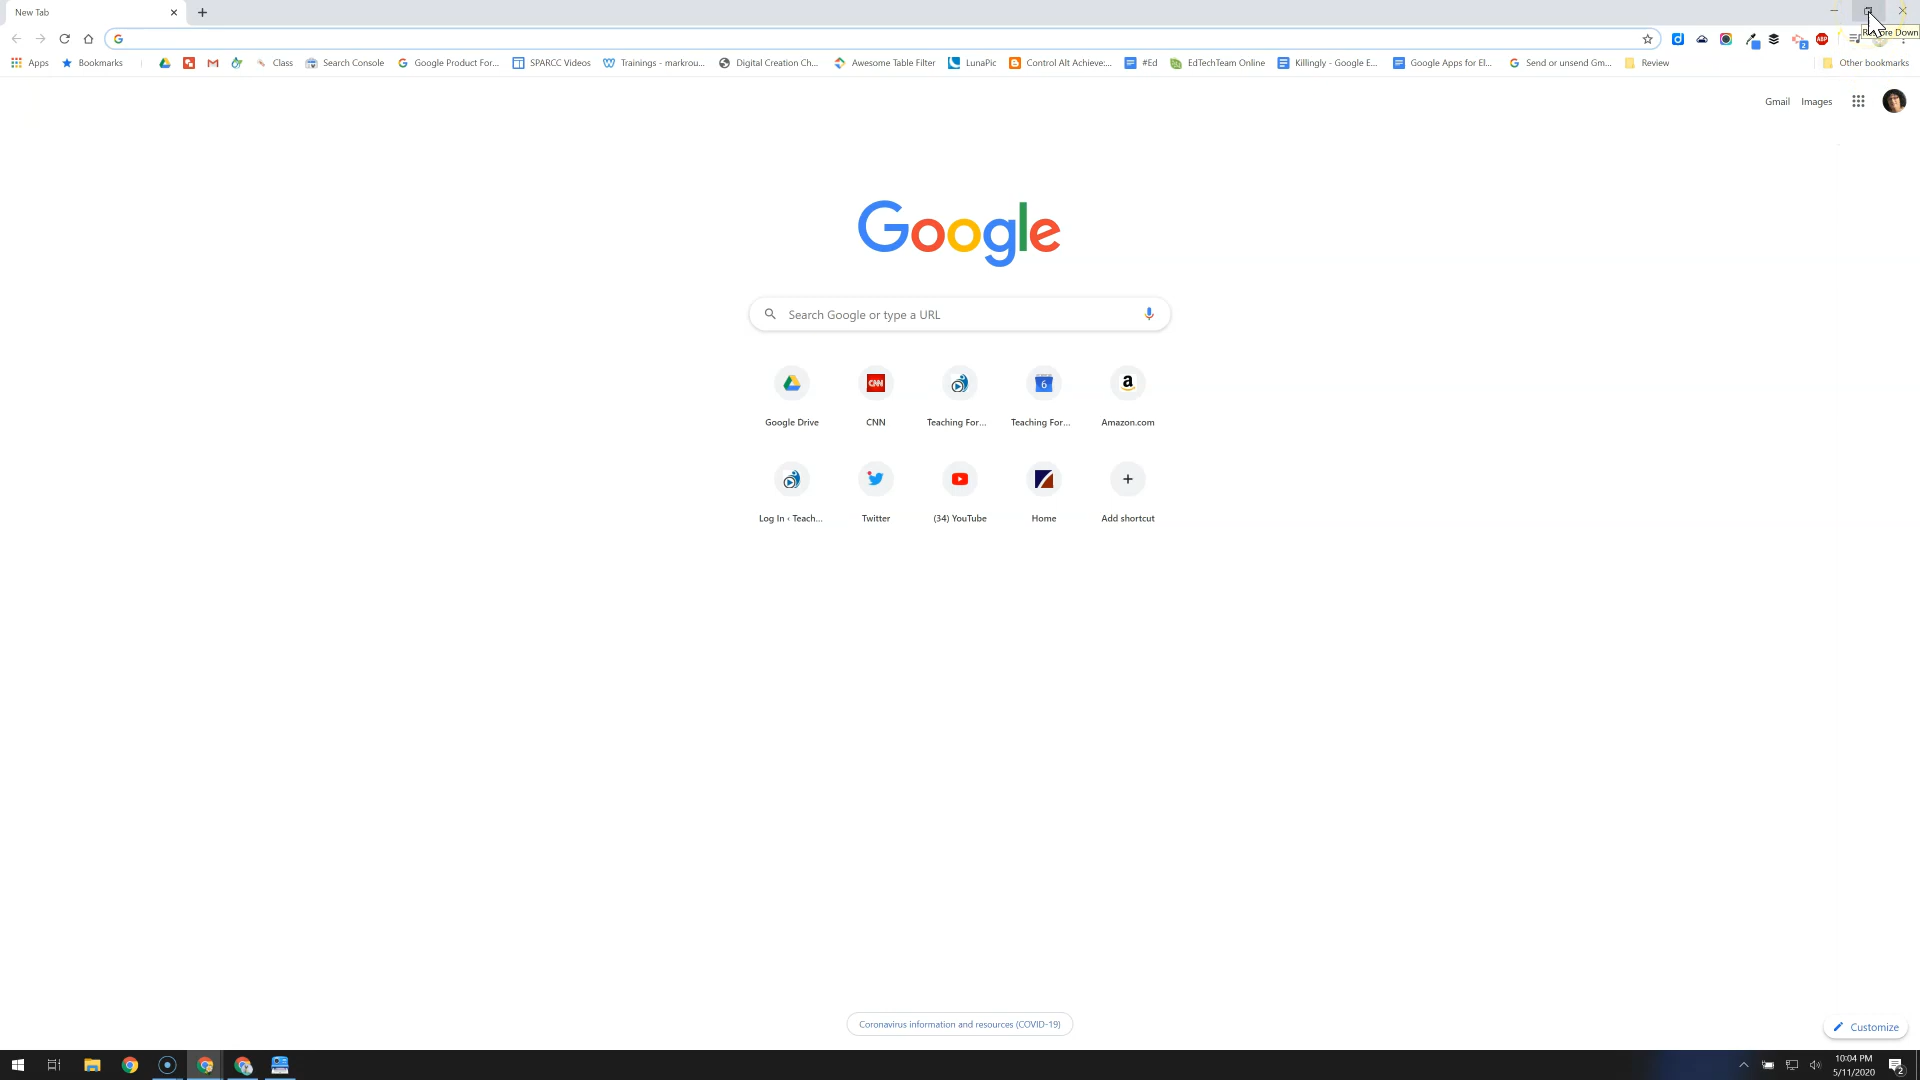 New Tab
Re ore Down
Apps Bookmarks Class Search Console Google Product For... SPARCC Videos Trainings - markrou... Digital Creation Ch... Awesome Table Filter LunaPic Control Alt Achieve:... #Ed EdTechTeam Online Killingly - Google E... Google Apps for El... Send or unsend Gm... Review Other bookmarks
Gmail Images
Google
Search Google or type a URL
Google Drive CNN Teaching For... Teaching For... Amazon.com
Log In ‹ Teach... Twitter (34) YouTube Home Add shortcut
Coronavirus information and resources (COVID-19)
Customize
10:04 PM
5/11/2020